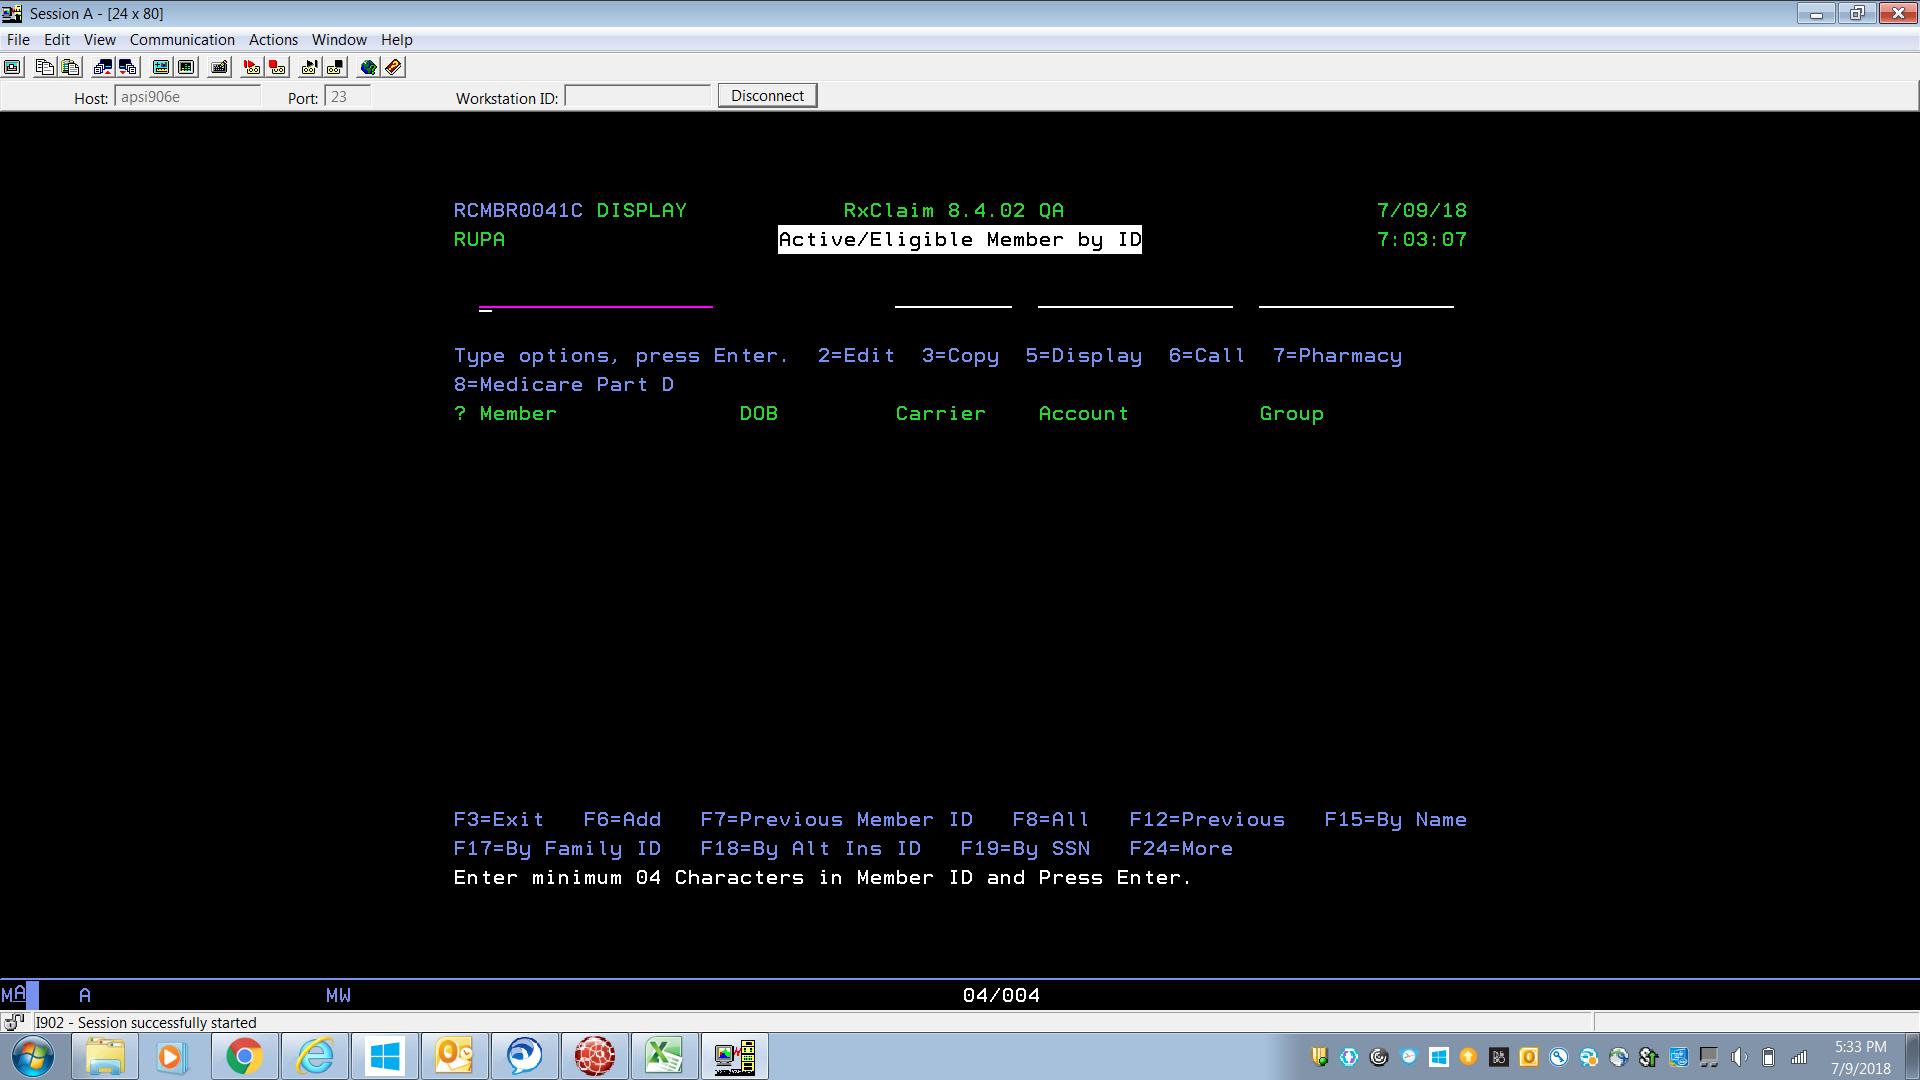 Session A - [24 x 80]
File Edit View Communication Actions Window Help
Host: apsi906e Port: 23 Workstation ID: Disconnect
RCMBR0041C DISPLAY RxClaim 8.4.02 QA 7/09/18
RUPA Active/Eligible Member by ID 7:03:07
Type options, press Enter. 2=Edit 3=Copy 5=Display 6=Call 7=Pharmacy
8=Medicare Part D
? Member DOB Carrier Account Group
F3=Exit F6=Add F7=Previous Member ID F8=All F12=Previous F15=By Name
F17=By Family ID F18=By Alt Ins ID F19=By SSN F24=More
Enter minimum 04 Characters in Member ID and Press Enter.
MA A MW 04/004
I902 - Session successfully started
5:33 PM
7/9/2018